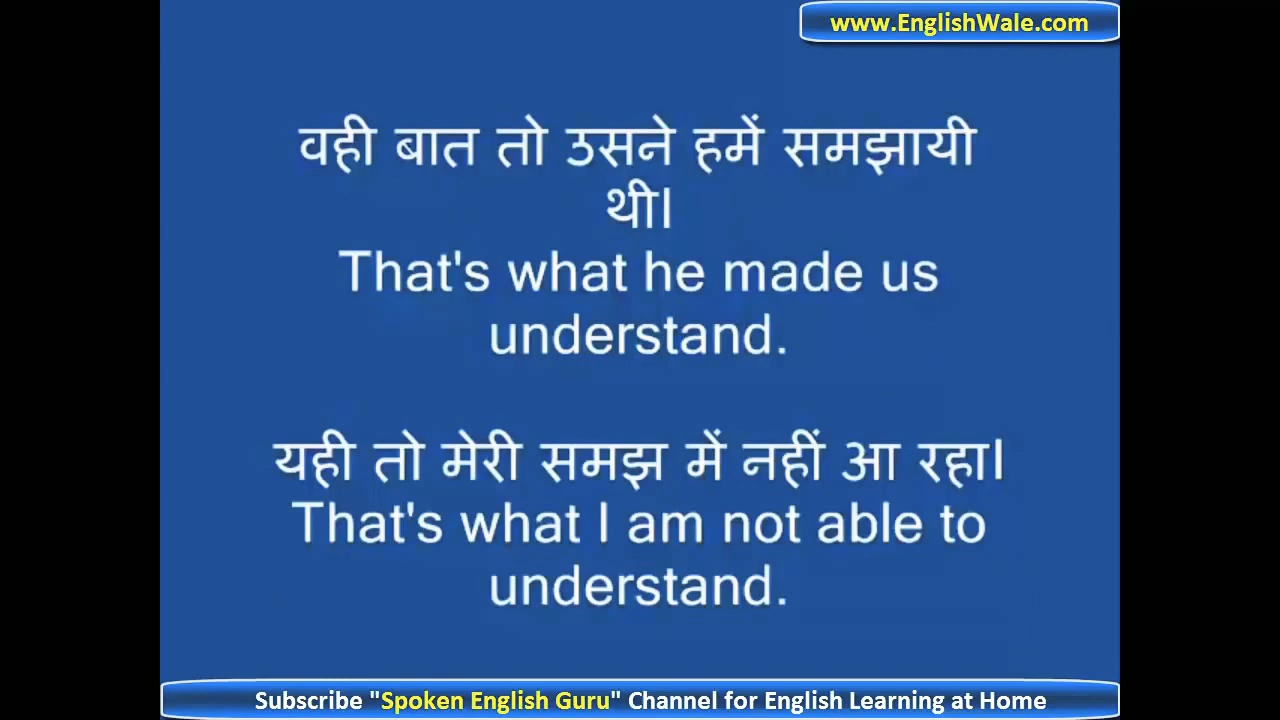 www.EnglishWale.com
वही बात तो उसने हमें समझायी
थी।
That's what he made us
understand.
यही तो मेरी समझ में नहीं आ रहा।
That's what I am not able to
understand.
Subscribe "Spoken English Guru" Channel for English Learning at Home